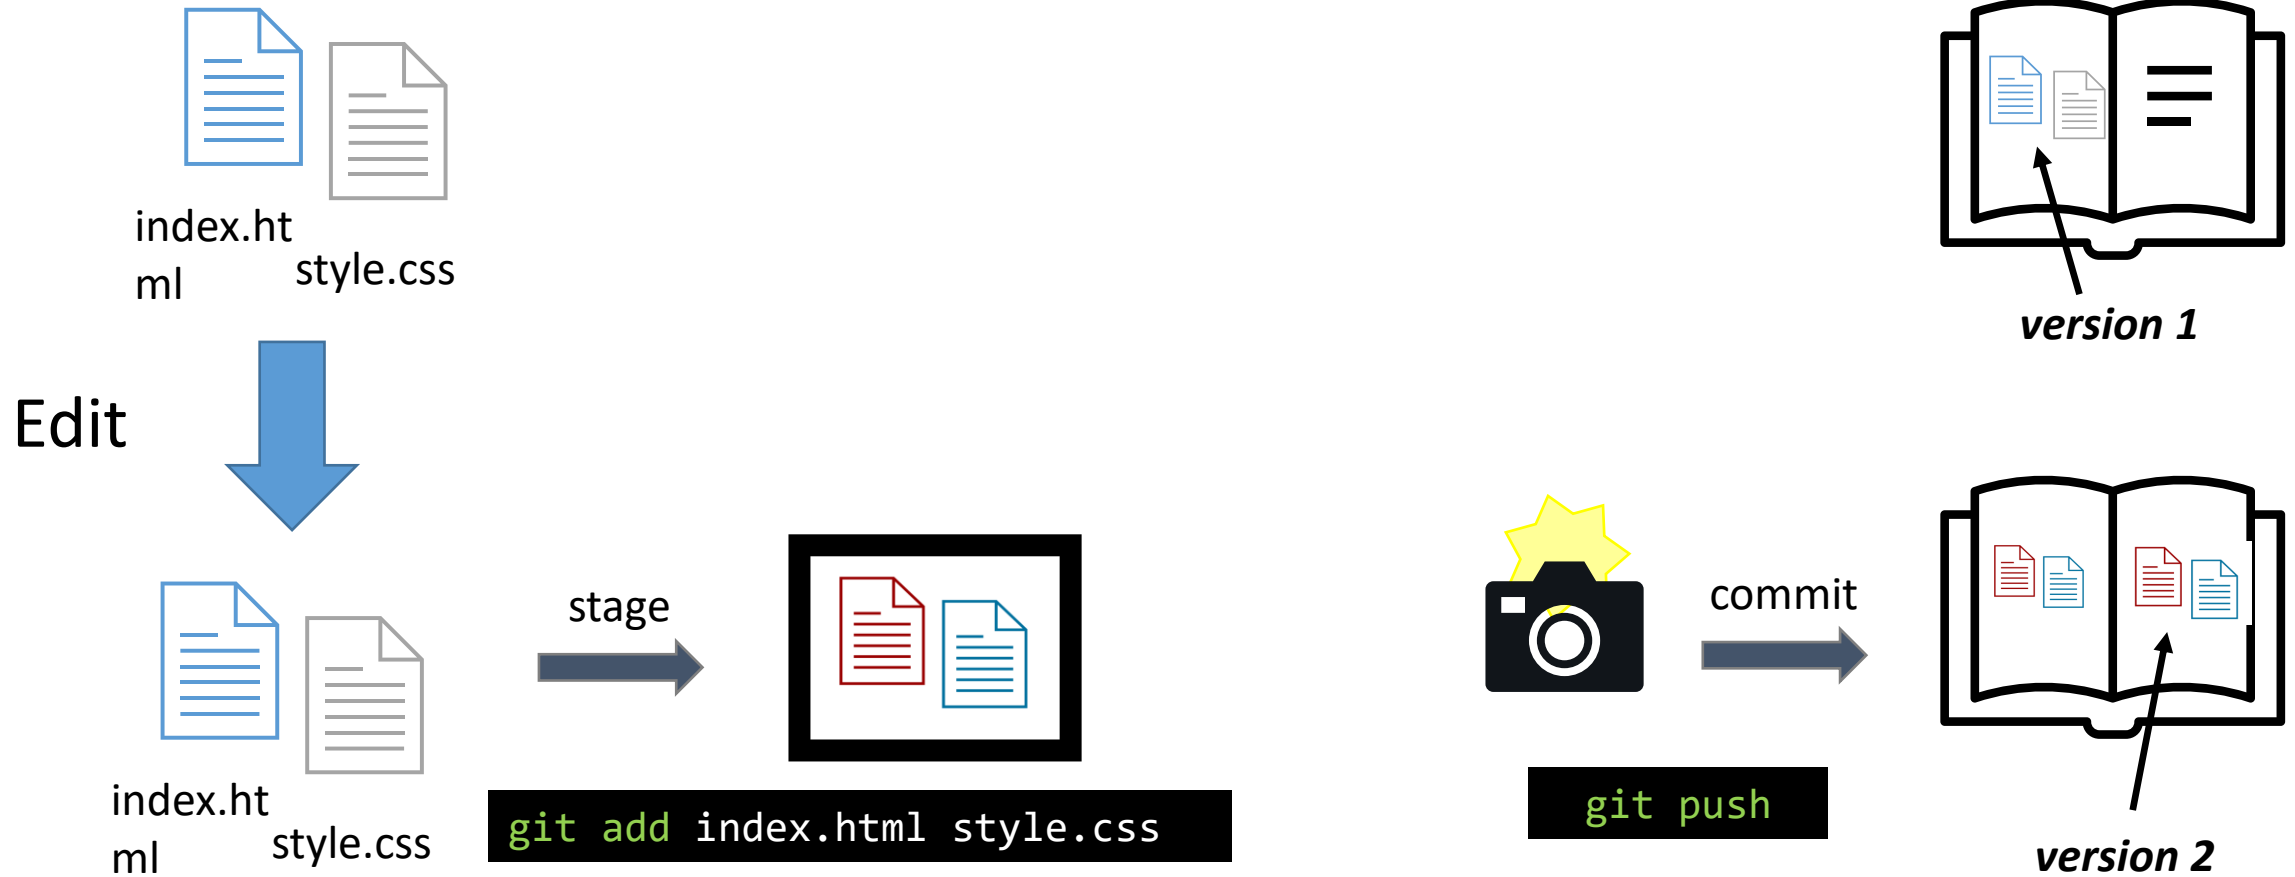 index.ht
ml
style.css
version 1
Edit
stage
commit
index.ht
ml
style.css
git add index.html style.css
git push
version 2